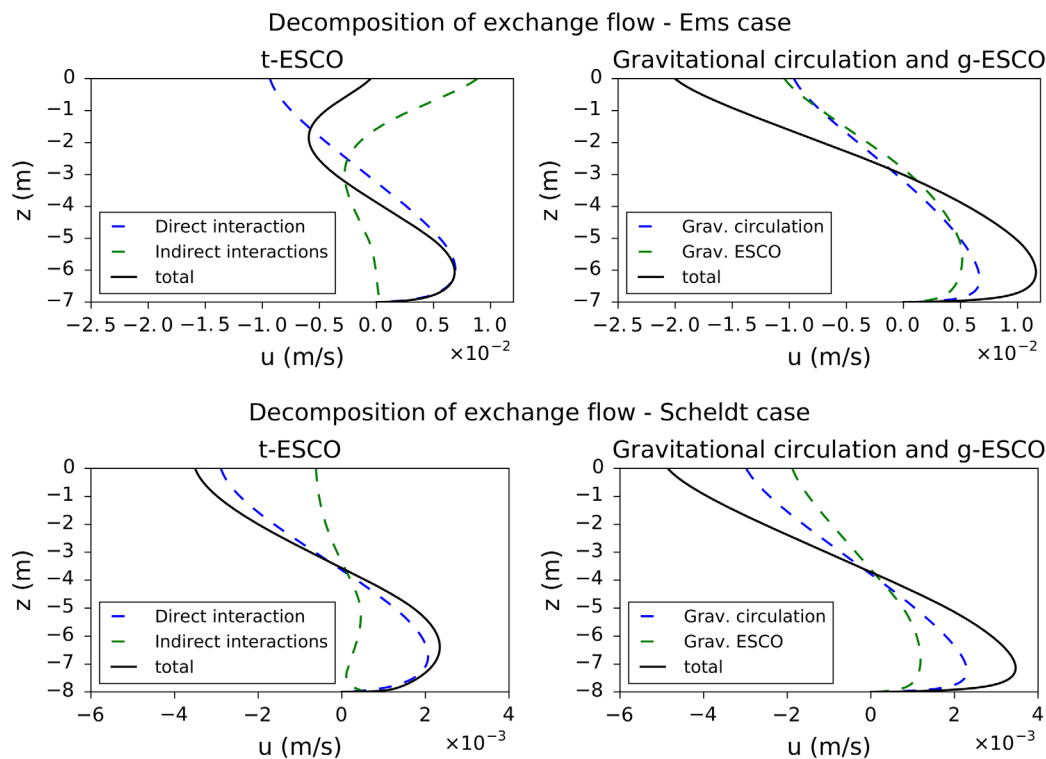 Decomposition of exchange flow - Ems case
t-ESCO
Gravitational circulation and g-ESCO
0
−1
−2
−3
−4
−5
−6
−7
z (m)
Direct interaction
Indirect interactions
total
−2.5 −2.0 −1.5 −1.0 −0.5 0.0 0.5 1.0
u (m/s)
×10−2
0
−1
−2
−3
−4
−5
−6
−7
z (m)
Grav. circulation
Grav. ESCO
total
−2.5 −2.0 −1.5 −1.0 −0.5 0.0 0.5 1.0
u (m/s)
×10−2
Decomposition of exchange flow - Scheldt case
t-ESCO
Gravitational circulation and g-ESCO
0
−1
−2
−3
−4
−5
−6
−7
−8
z (m)
Direct interaction
Indirect interactions
total
−6 −4 −2 0 2 4
u (m/s)
×10−3
0
−1
−2
−3
−4
−5
−6
−7
−8
z (m)
Grav. circulation
Grav. ESCO
total
−6 −4 −2 0 2 4
u (m/s)
×10−3